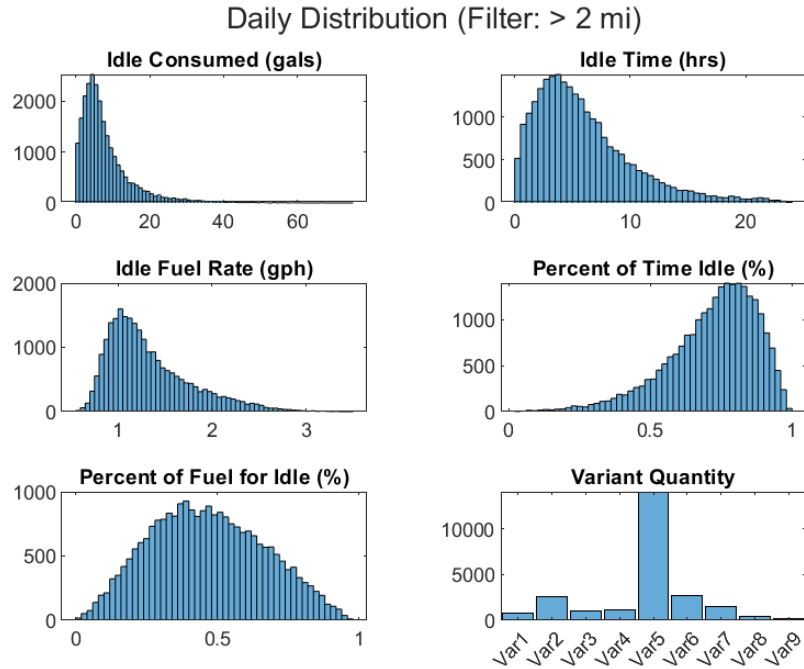 Daily Distribution (Filter: > 2 mi)
Idle Consumed (gals)
2000
1000
0
0 20 40 60
Idle Time (hrs)
1000
500
0
0 10 20
Idle Fuel Rate (gph)
2000
1000
0
1 2 3
Percent of Time Idle (%)
1000
500
0
0 0.5 1
Percent of Fuel for Idle (%)
1000
500
0
0 0.5 1
Variant Quantity
10000
5000
0
Var1 Var2 Var3 Var4 Var5 Var6 Var7 Var8 Var9